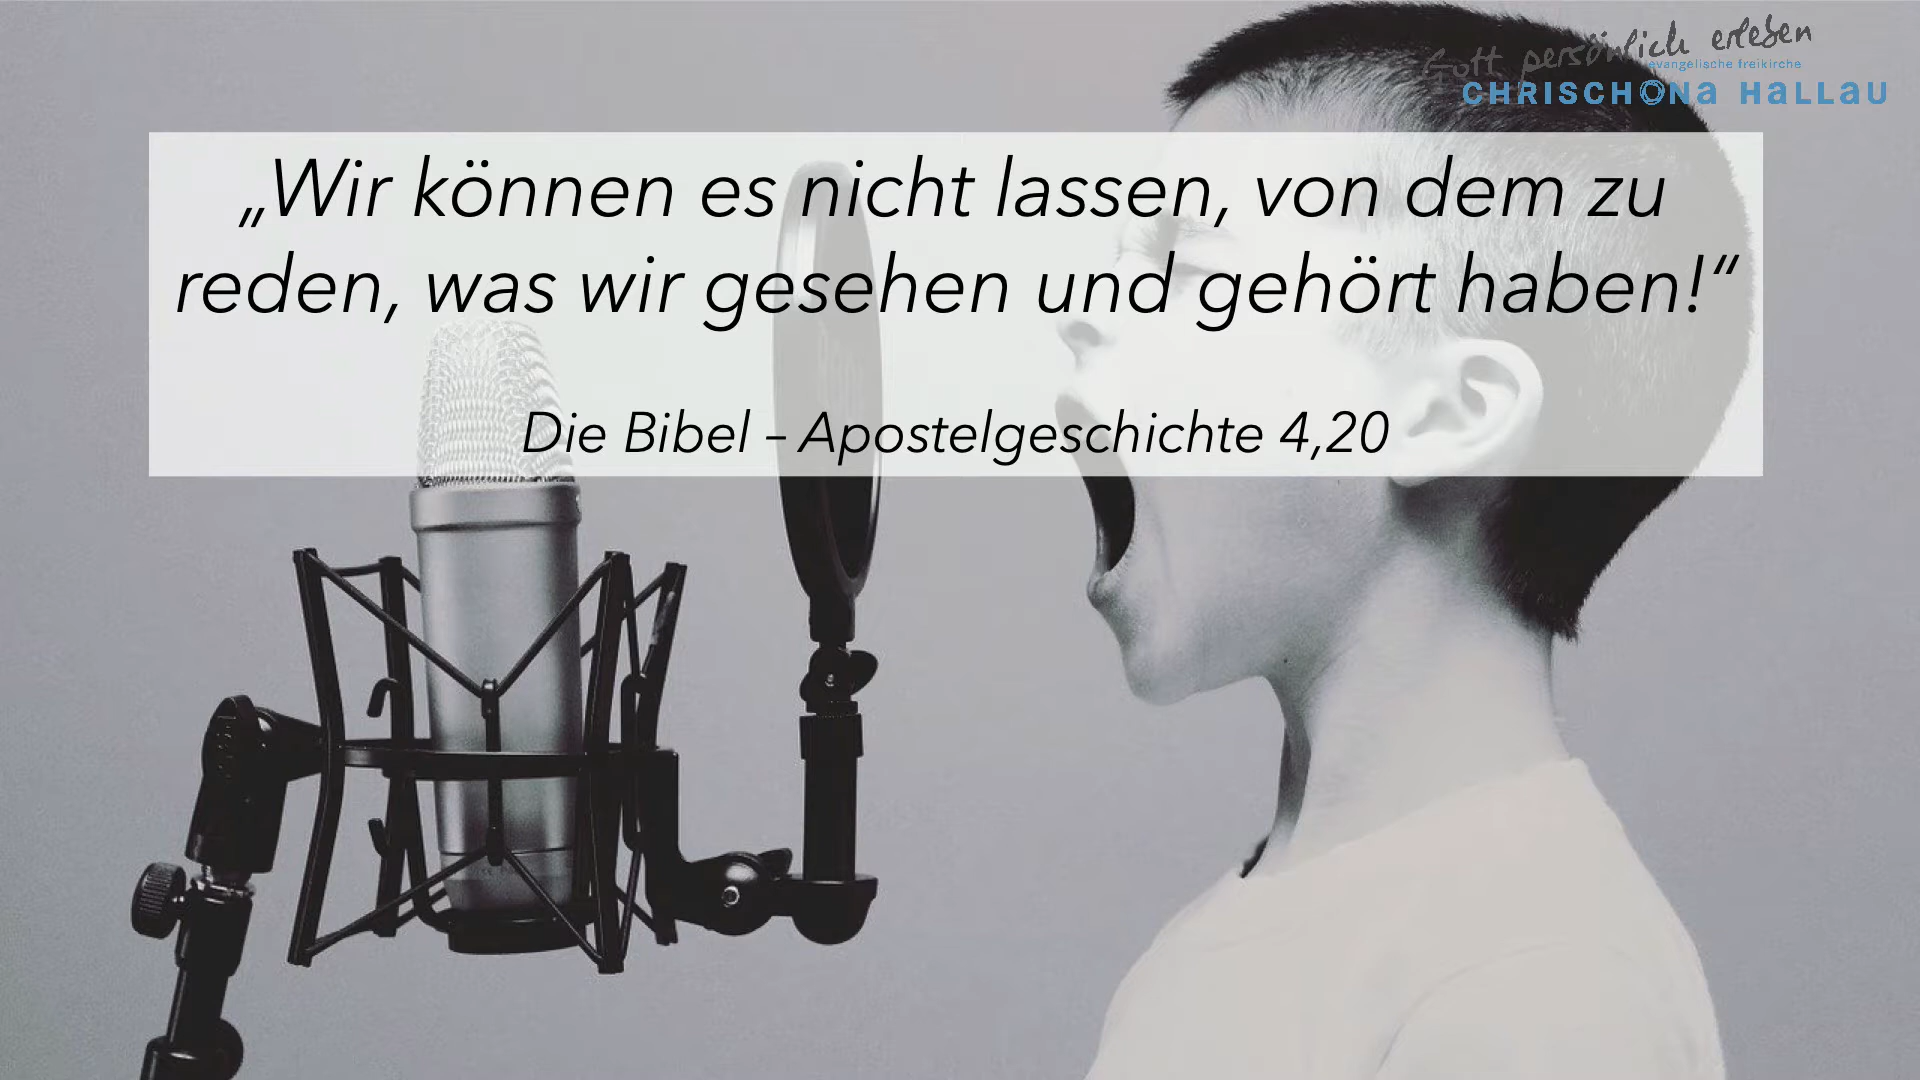 Gott persönlich erleben
evangelische freikirche
CHRISCHONa HaLLaU
„Wir können es nicht lassen, von dem zu
reden, was wir gesehen und gehört haben!“
Die Bibel – Apostelgeschichte 4,20